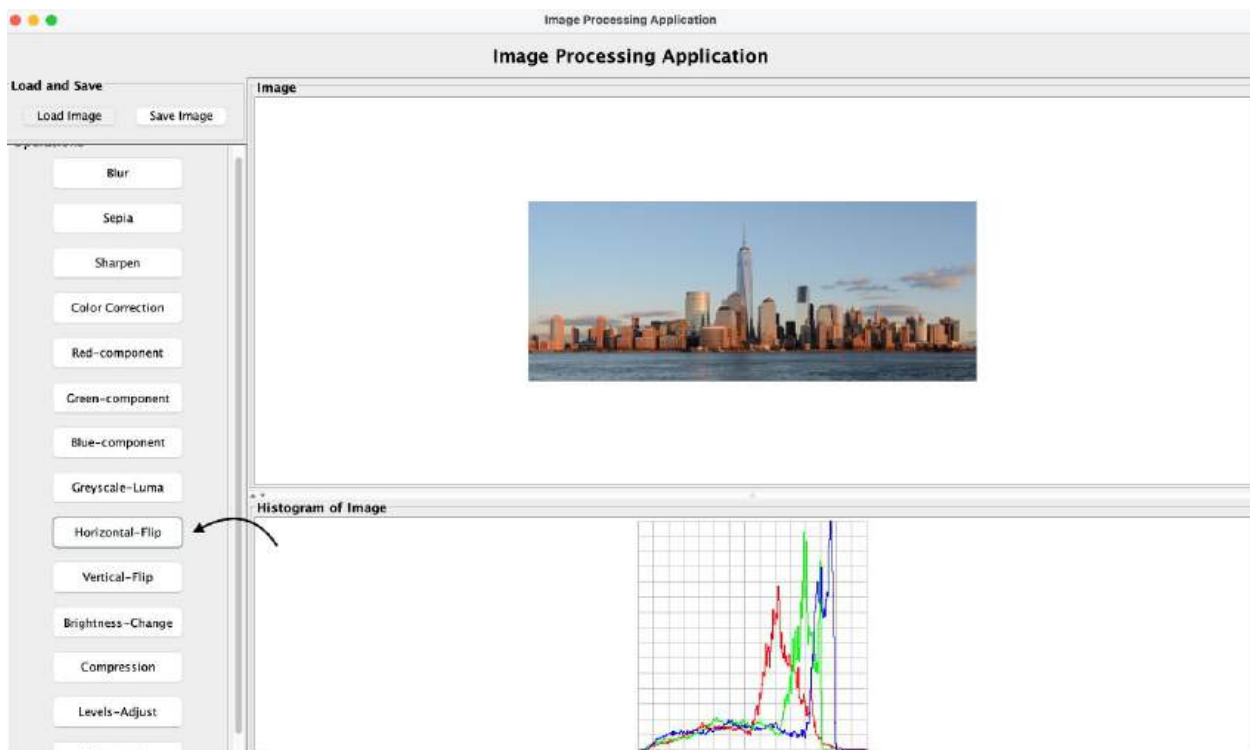 Image Processing Application
Image Processing Application
Load and Save
Load Image
Save Image
Operations
Blur
Sepia
Sharpen
Color Correction
Red-component
Green-component
Blue-component
Greyscale-Luma
Horizontal-Flip
Vertical-Flip
Brightness-Change
Compression
Levels-Adjust
Image
Histogram of Image